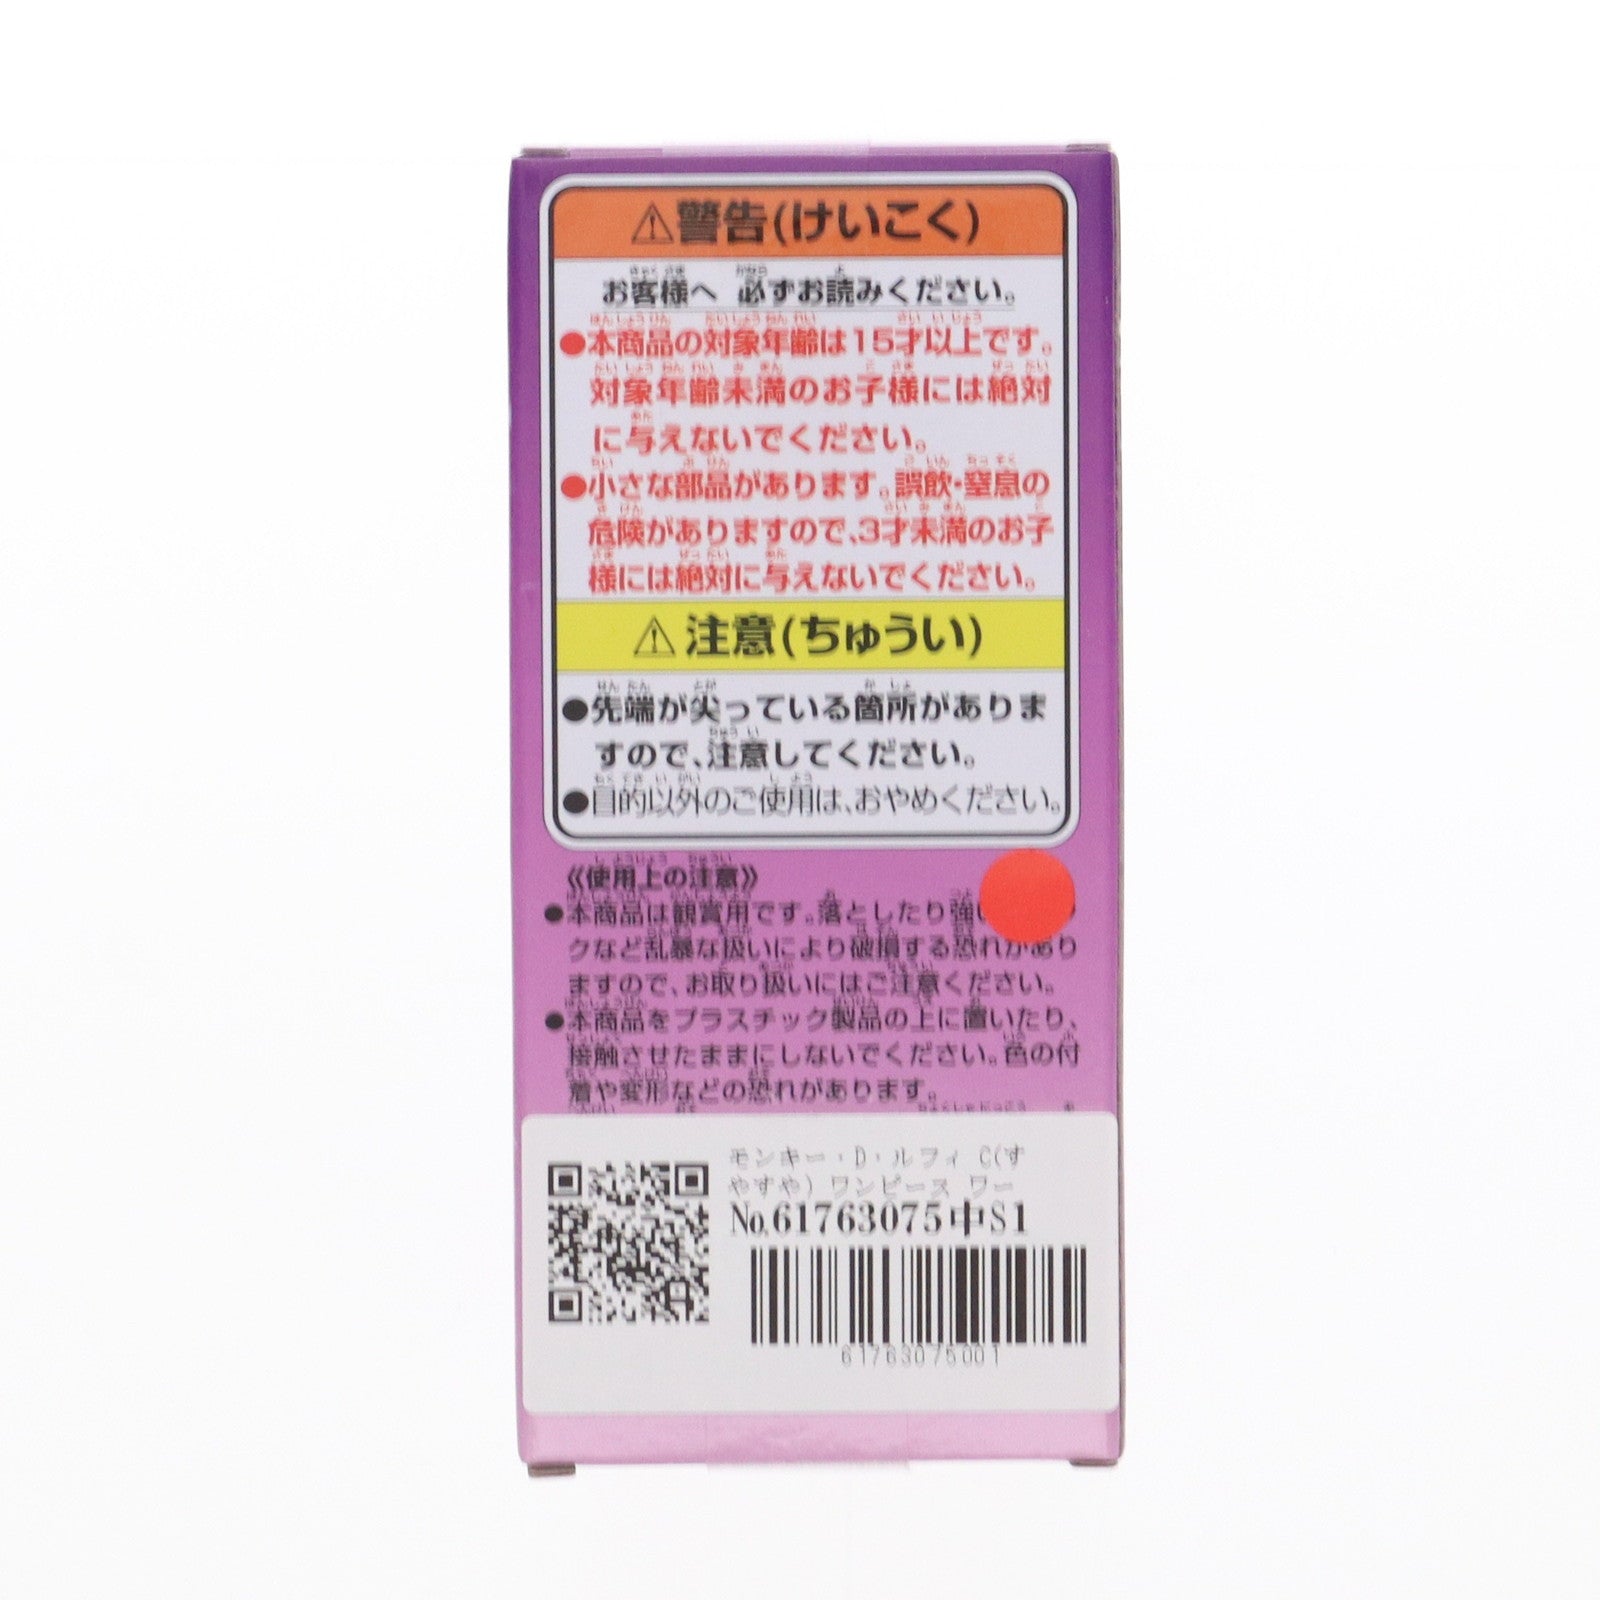 ⚠警告(けいこく)
お客様へ 必ずお読みください。
●本商品の対象年齢は15才以上です。
対象年齢未満のお子様には絶対
に与えないでください。
●小さな部品があります。誤飲・窒息の
危険がありますので、3才未満のお子
様には絶対に与えないでください。
⚠注意(ちゅうい)
●先端が尖っている箇所がありま
すので、注意してください。
●目的以外のご使用は、おやめください。
《使用上の注意》
●本商品は観賞用です。落としたり強い
クなど乱暴な扱いにより破損する恐れがあり
ますので、お取り扱いにはご注意ください。
●本商品をプラスチック製品の上に置いたり、
接触させたままにしないでください。色の付
着や変形などの恐れがあります。
モンキー・D・ルフィ C(す
やすや) ワンピース ワー
No.61763075中S1
61763075001